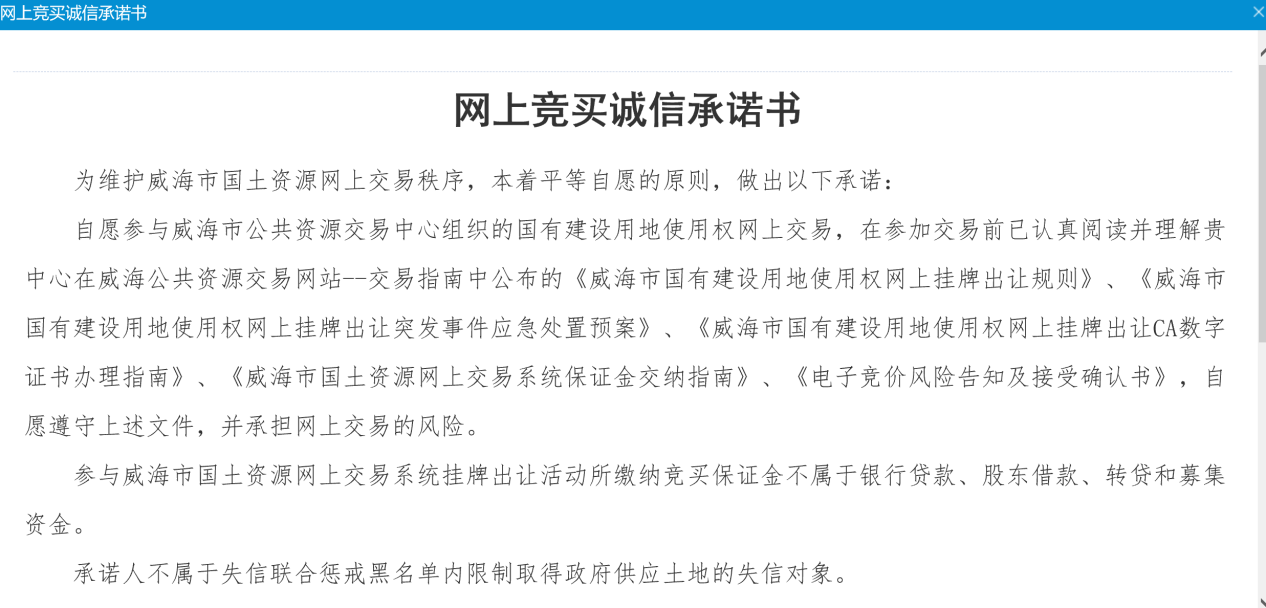 网上竞买诚信承诺书
网上竞买诚信承诺书
为维护威海市国土资源网上交易秩序，本着平等自愿的原则，做出以下承诺：
自愿参与威海市公共资源交易中心组织的国有建设用地使用权网上交易，在参加交易前已认真阅读并理解贵
中心在威海公共资源交易网站--交易指南中公布的《威海市国有建设用地使用权网上挂牌出让规则》、《威海市
国有建设用地使用权网上挂牌出让突发事件应急处置预案》、《威海市国有建设用地使用权网上挂牌出让CA数字
证书办理指南》、《威海市国土资源网上交易系统保证金交纳指南》、《电子竞价风险告知及接受确认书》，自
愿遵守上述文件，并承担网上交易的风险。
参与威海市国土资源网上交易系统挂牌出让活动所缴纳竞买保证金不属于银行贷款、股东借款、转贷和募集
资金。
承诺人不属于失信联合惩戒黑名单内限制取得政府供应土地的失信对象。